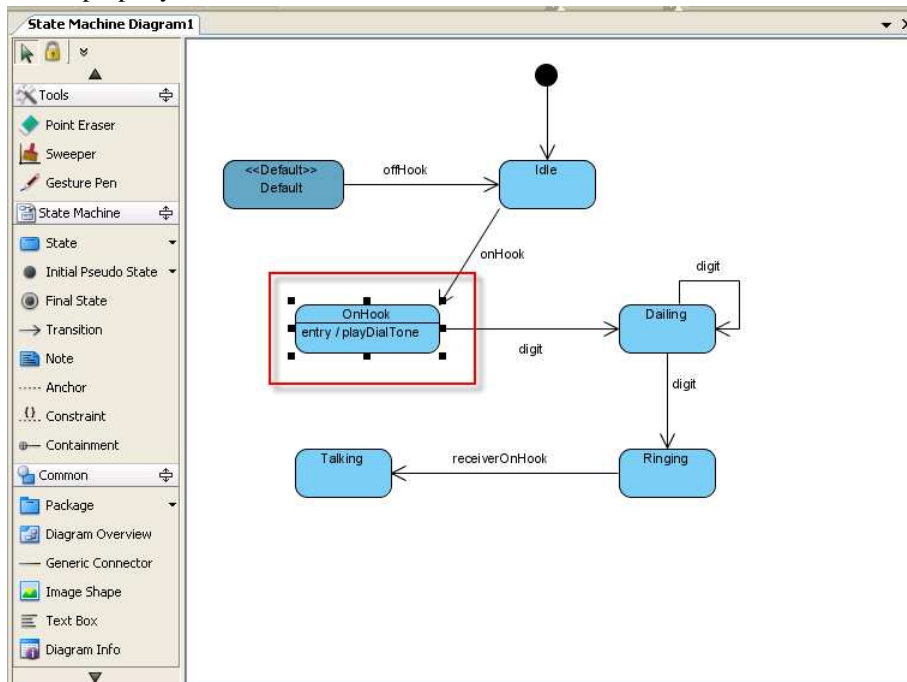 State Machine Diagram1
Tools
Point Eraser
Sweeper
Gesture Pen
State Machine
State
Initial Pseudo State
Final State
Transition
Note
Anchor
Constraint
Containment
Common
Package
Diagram Overview
Generic Connector
Image Shape
Text Box
Diagram Info
<<Default>>
Default
offHook
Idle
onHook
OnHook
entry / playDialTone
digit
Dailing
digit
digit
Talking
receiverOnHook
Ringing